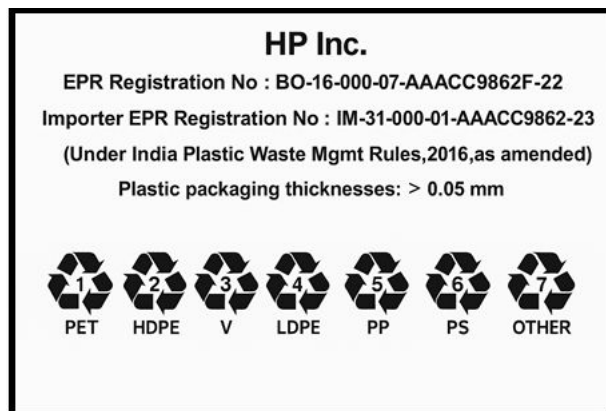 HP Inc.
EPR Registration No : BO-16-000-07-AAACC9862F-22
Importer EPR Registration No : IM-31-000-01-AAACC9862-23
(Under India Plastic Waste Mgmt Rules,2016,as amended)
Plastic packaging thicknesses: > 0.05 mm
1 2 3 4 5 6 7
PET HDPE V LDPE PP PS OTHER